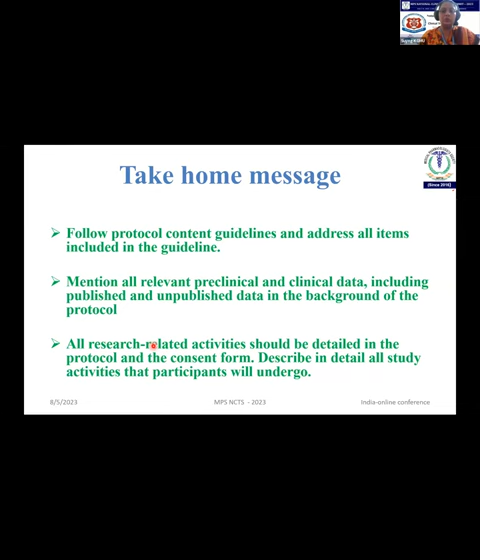 Take home message
[Since 2016]
➢ Follow protocol content guidelines and address all items
included in the guideline.
➢ Mention all relevant preclinical and clinical data, including
published and unpublished data in the background of the
protocol
➢ All research-related activities should be detailed in the
protocol and the consent form. Describe in detail all study
activities that participants will undergo.
8/5/2023
MPS NCTS - 2023
India-online conference